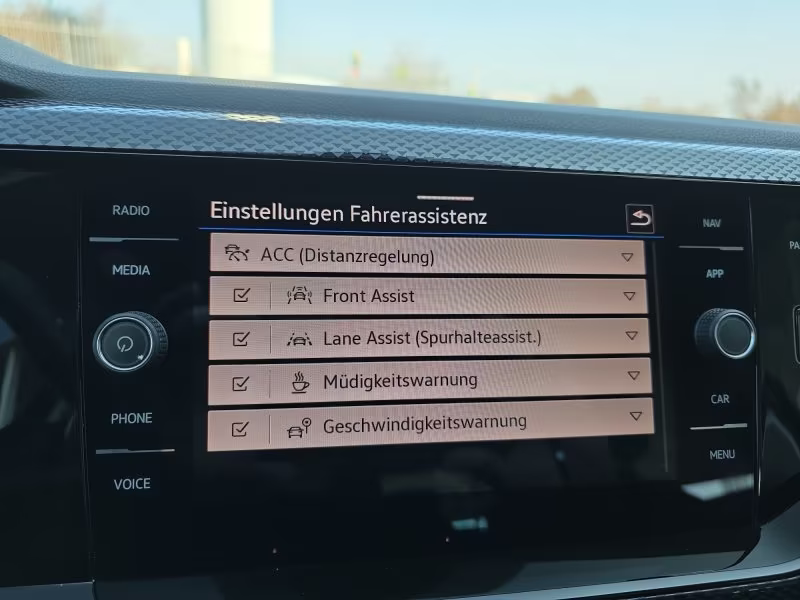 RADIO
MEDIA
PHONE
VOICE
Einstellungen Fahrerassistenz
ACC (Distanzregelung)
Front Assist
Lane Assist (Spurhalteassist.)
Müdigkeitswarnung
Geschwindigkeitswarnung
NAV
APP
CAR
MENU